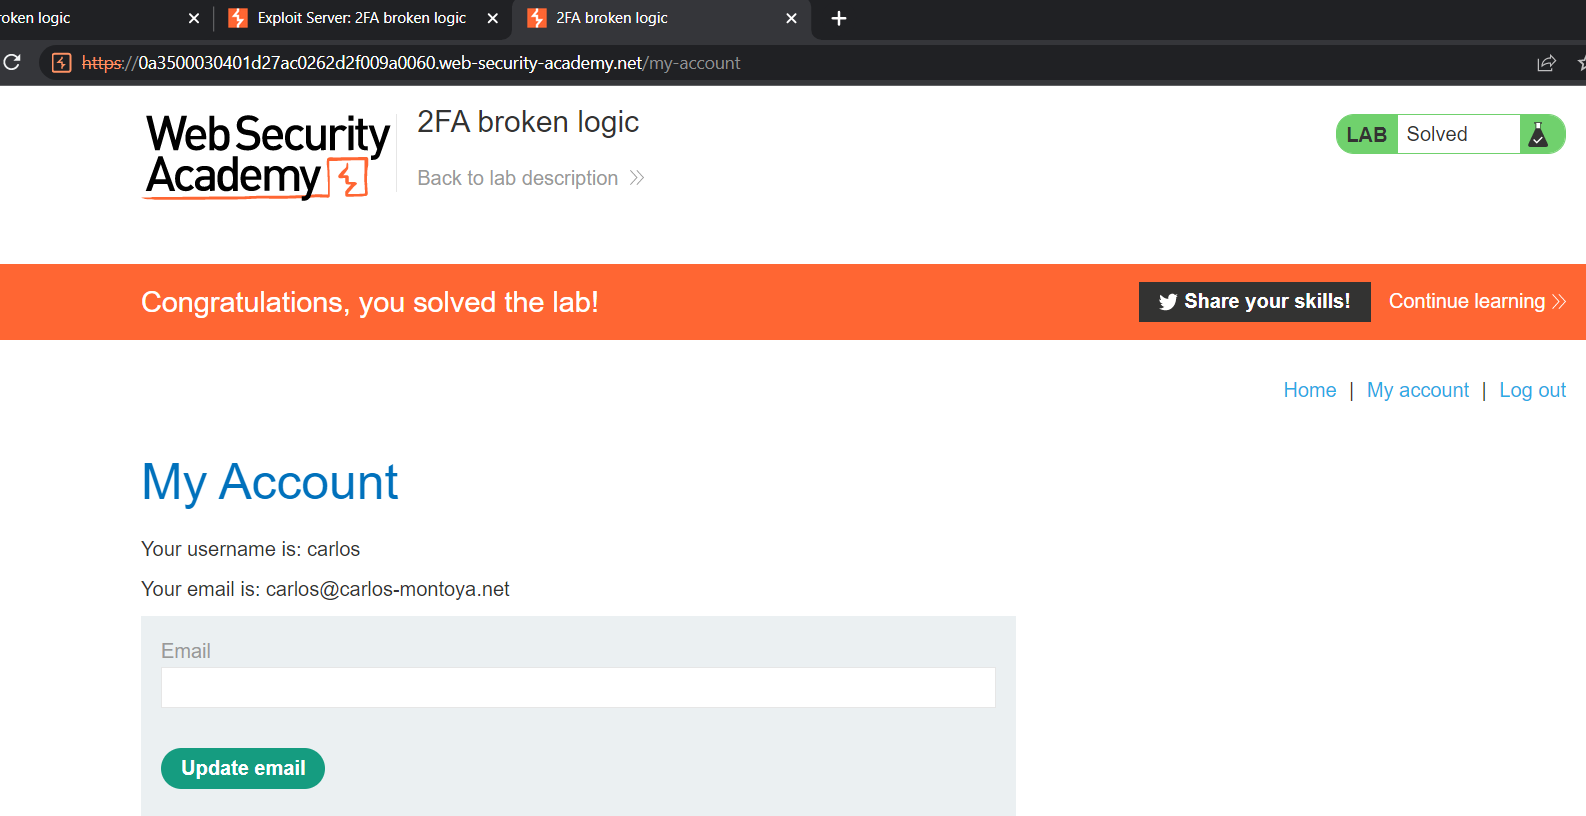 oken logic
Exploit Server: 2FA broken logic
2FA broken logic
https://0a3500030401d27ac0262d2f009a0060.web-security-academy.net/my-account
Web Security
Academy
2FA broken logic
Back to lab description
LAB Solved
Congratulations, you solved the lab!
Share your skills!
Continue learning
Home | My account | Log out
My Account
Your username is: carlos
Your email is: carlos@carlos-montoya.net
Email
Update email